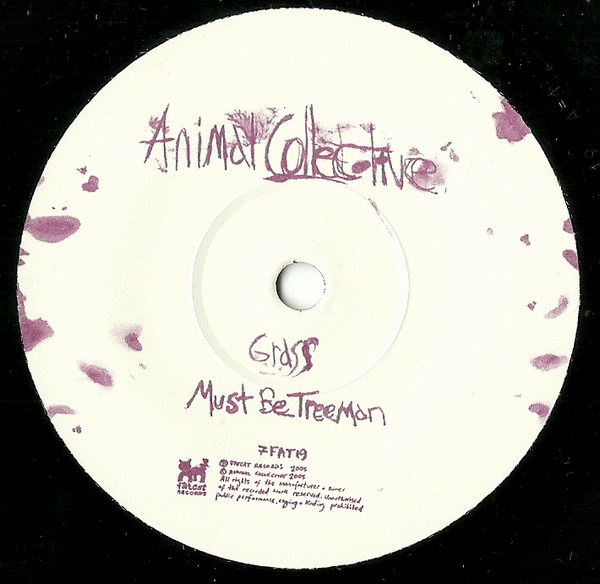 Animal Collective
Grass
Must Be Treeman
7FAT19
fatcat
RECORDS
℗ FATCAT RECORDS 2005
© ANIMAL COLLECTIVE 2005
All rights of the manufacturer + owner
of the recorded work reserved. Unauthorised
public performance, copying + lending prohibited